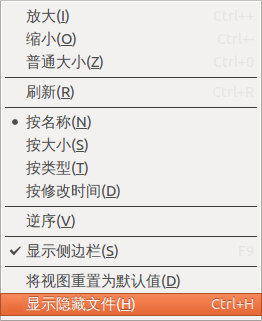 放大(I) Ctrl++
缩小(O) Ctrl+-
普通大小(Z) Ctrl+0
刷新(R) Ctrl+R
按名称(N)
按大小(S)
按类型(T)
按修改时间(D)
逆序(V)
显示侧边栏(S) F9
将视图重置为默认值(D)
显示隐藏文件(H) Ctrl+H